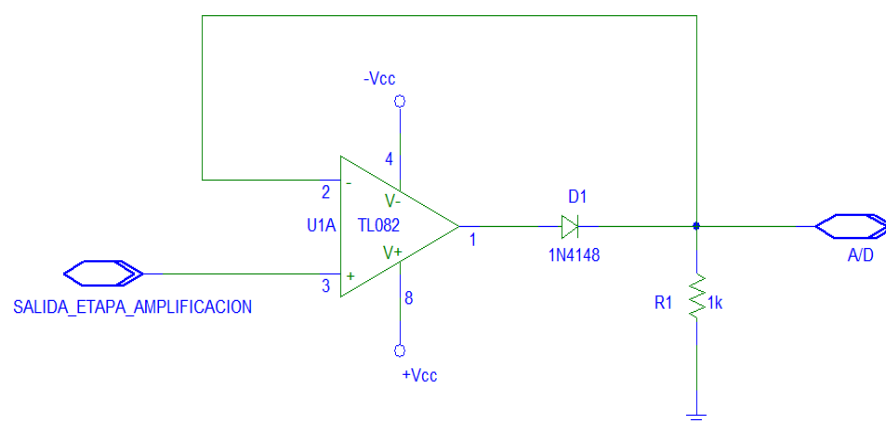 -Vcc
4
2
-
V-
U1A
TL082
1
D1
1N4148
A/D
V+
3
+
8
SALIDA_ETAPA_AMPLIFICACION
R1
1k
+Vcc